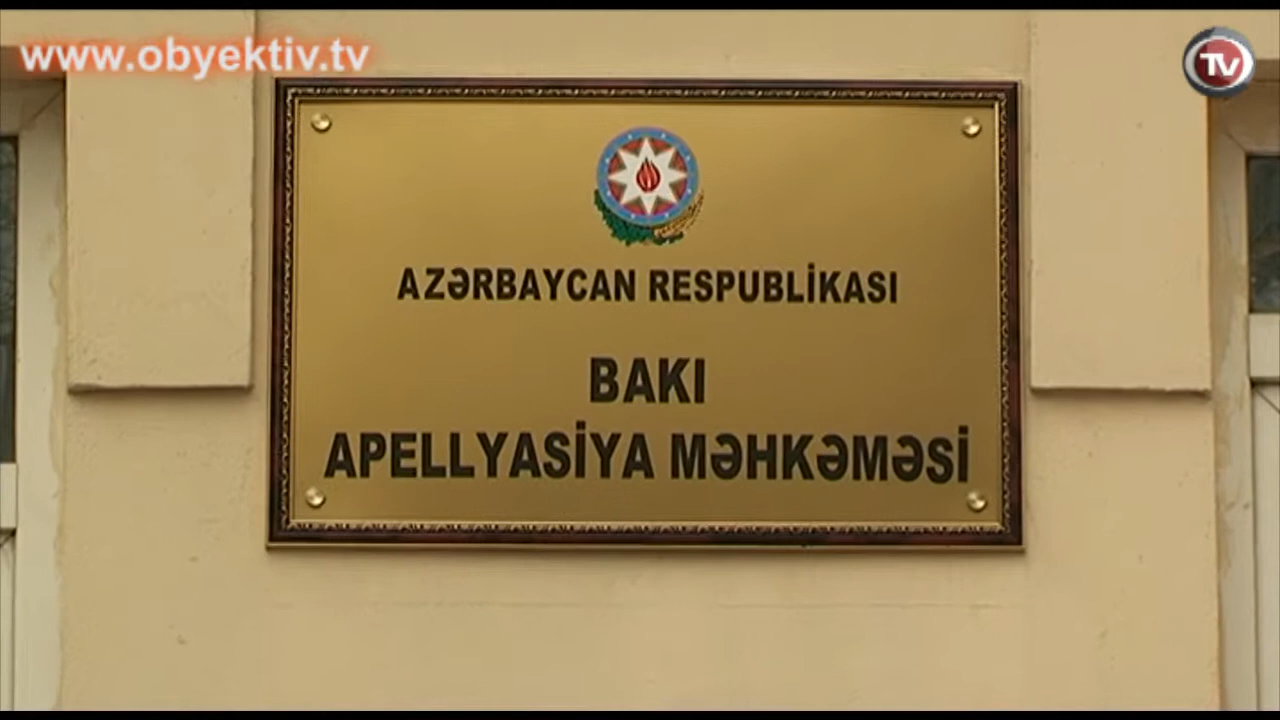 www.obyektiv.tv
TV
AZƏRBAYCAN RESPUBLİKASI
BAKI
APELLYASİYA MƏHKƏMƏSİ